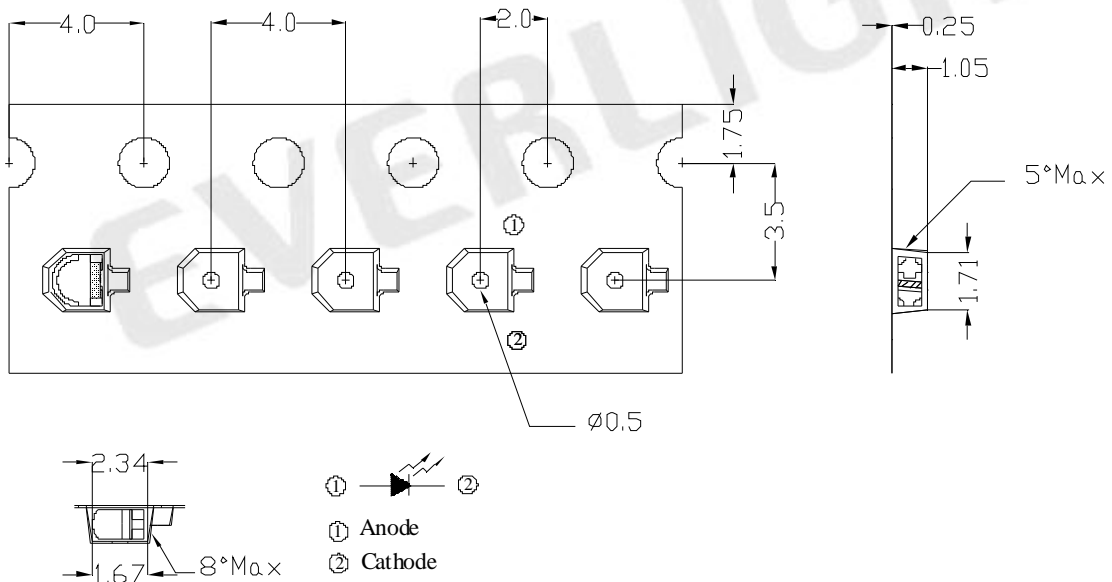 4.0
4.0
2.0
0.25
1.05
EVERLIGHT
1.75
5°Max
①
3.5
1.71
②
Ø0.5
2.34
① ②
① Anode
8°Max
② Cathode
1.67